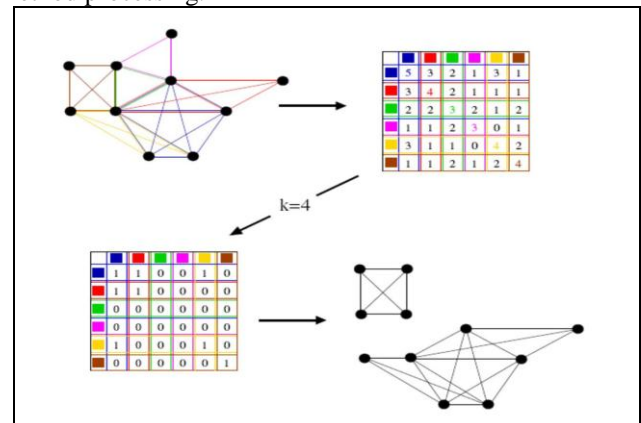 5 3 2 1 3 1
3 4 2 1 1 1
2 2 3 2 1 2
1 1 2 3 0 1
3 1 1 0 4 2
1 1 2 1 2 4
k=4
1 1 0 0 1 0
1 1 0 0 0 0
0 0 0 0 0 0
0 0 0 0 0 0
1 0 0 0 1 0
0 0 0 0 0 1